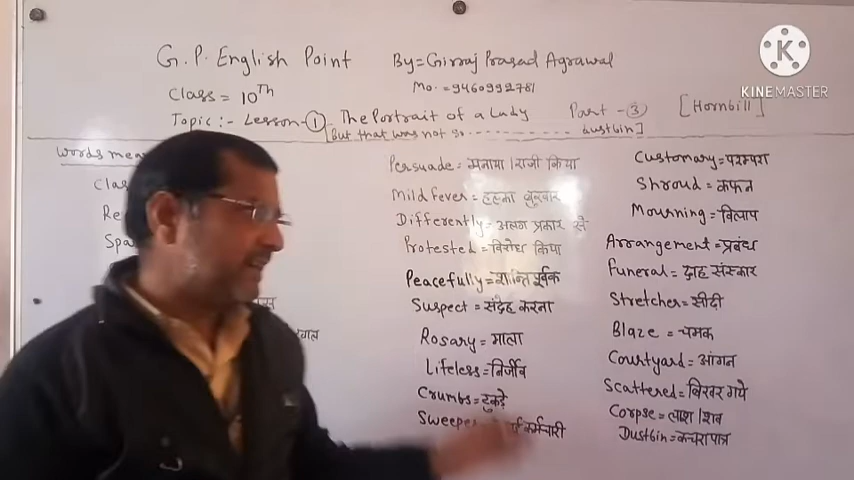 G.P. English Point By= Girraj Prasad Agrawal
Class = 10Th Mo. = 9460992781
Topic :- Lesson-① The Portrait of a Lady Part-③ [Hornbill]
[But that was not so ............ dustbin]
words mea
Clas
Re
Spa
Persuade = मनाया / राजी किया
Mild fever = हल्का बुखार
Differently = अलग प्रकार से
Protested = विरोध किया
Peacefully = शान्ति पूर्वक
Suspect = संदेह करना
Rosary = माला
Lifeless = निर्जीव
Crumbs = टुकड़े
Sweeper कर्मचारी
Customary = परम्परा
Shroud = कफन
Mourning = विलाप
Arrangement = प्रबंध
Funeral = दाह संस्कार
Stretcher = सीढी
Blaze = चमक
Courtyard = आंगन
Scattered = बिखर गये
Corpse = लाश / शव
Dustbin = कचरा पात्र
KINEMASTER